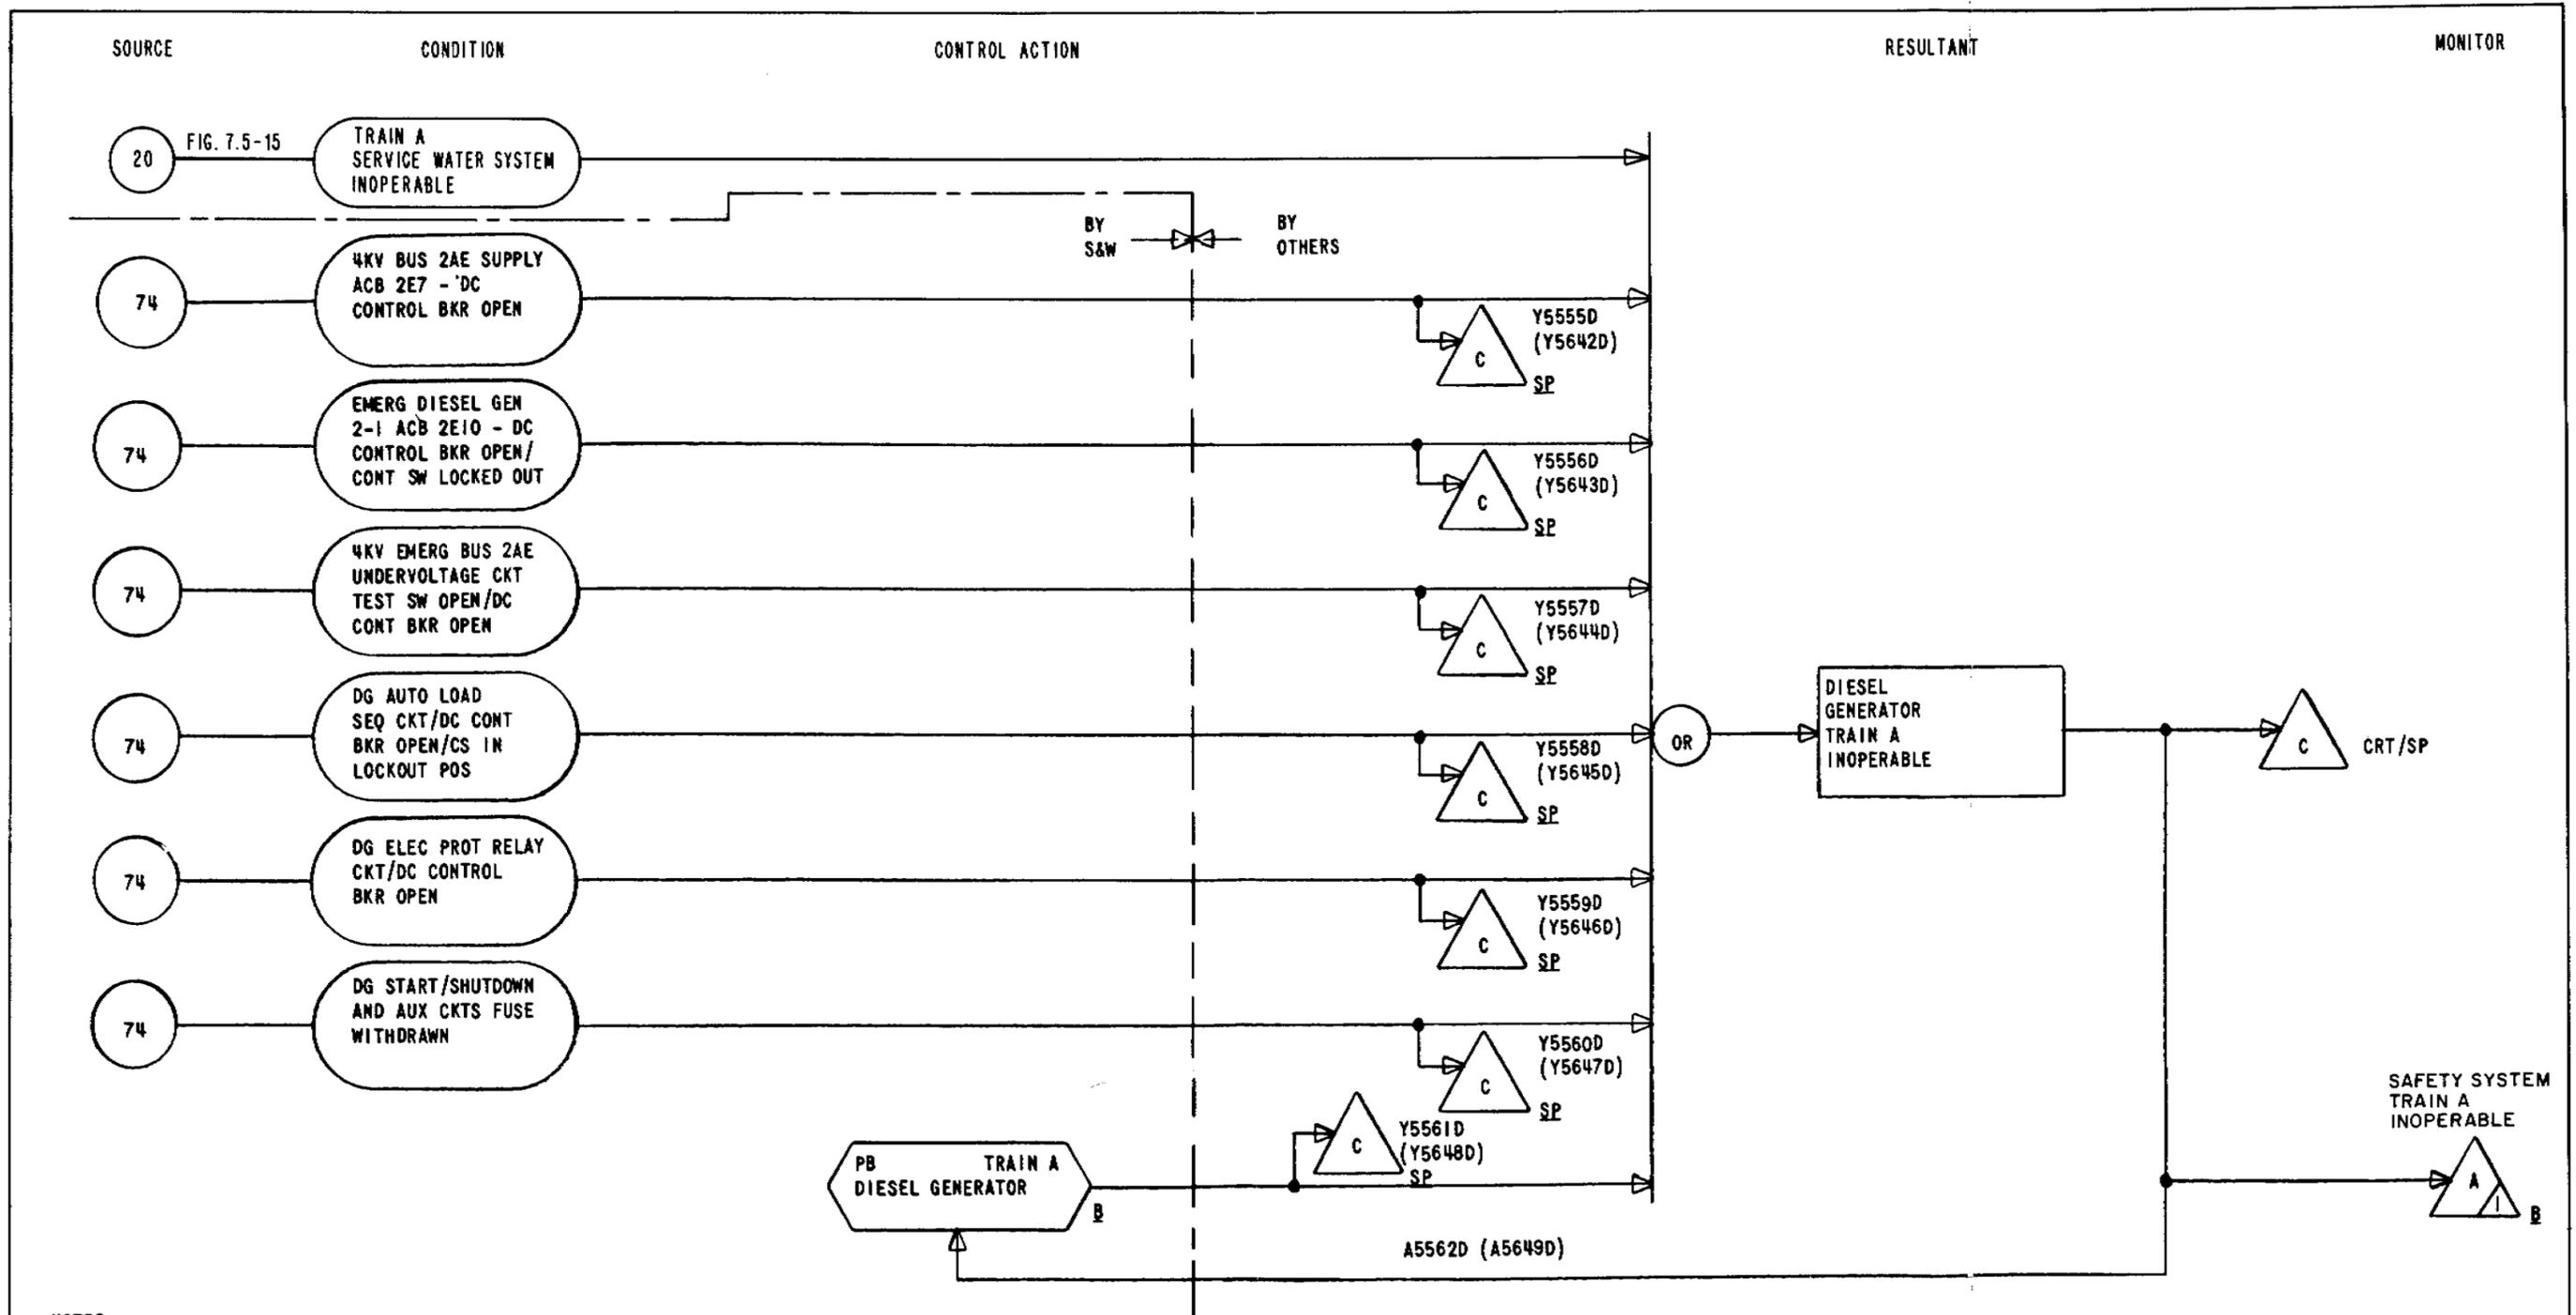 SOURCE
CONDITION
CONTROL ACTION
RESULTANT
MONITOR
20
FIG. 7.5-15
TRAIN A
SERVICE WATER SYSTEM
INOPERABLE
BY
S&W
BY
OTHERS
74
4KV BUS 2AE SUPPLY
ACB 2E7 - DC
CONTROL BKR OPEN
C
Y5555D
(Y5642D)
SP
74
EMERG DIESEL GEN
2-1 ACB 2E10 - DC
CONTROL BKR OPEN/
CONT SW LOCKED OUT
C
Y5556D
(Y5643D)
SP
74
4KV EMERG BUS 2AE
UNDERVOLTAGE CKT
TEST SW OPEN/DC
CONT BKR OPEN
C
Y5557D
(Y5644D)
SP
74
DG AUTO LOAD
SEQ CKT/DC CONT
BKR OPEN/CS IN
LOCKOUT POS
C
Y5558D
(Y5645D)
SP
OR
DIESEL
GENERATOR
TRAIN A
INOPERABLE
C
CRT/SP
74
DG ELEC PROT RELAY
CKT/DC CONTROL
BKR OPEN
C
Y5559D
(Y5646D)
SP
74
DG START/SHUTDOWN
AND AUX CKTS FUSE
WITHDRAWN
C
Y5560D
(Y5647D)
SP
PB TRAIN A
DIESEL GENERATOR
B
C
Y5561D
(Y5648D)
SP
SAFETY SYSTEM
TRAIN A
INOPERABLE
A
1
B
A5562D (A5649D)